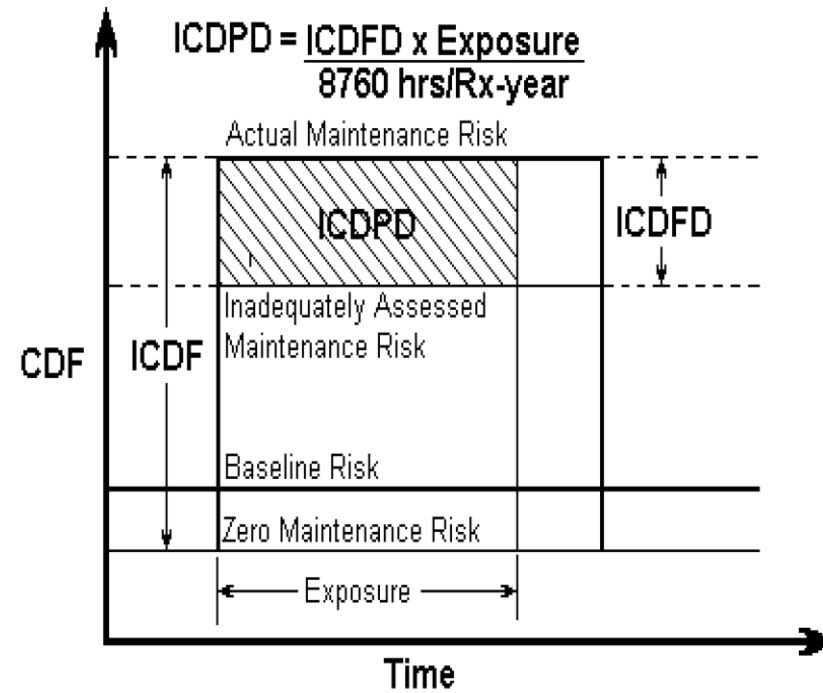 ICDPD = ICDFD x Exposure
8760 hrs/Rx-year
Actual Maintenance Risk
ICDPD
ICDFD
Inadequately Assessed
Maintenance Risk
CDF
ICDF
Baseline Risk
Zero Maintenance Risk
Exposure
Time